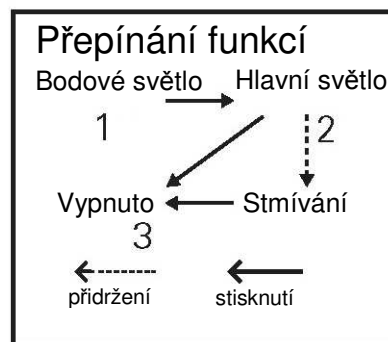 Přepínání funkcí
Bodové světlo Hlavní světlo
1 2
Vypnuto Stmívání
3
přidržení stisknutí